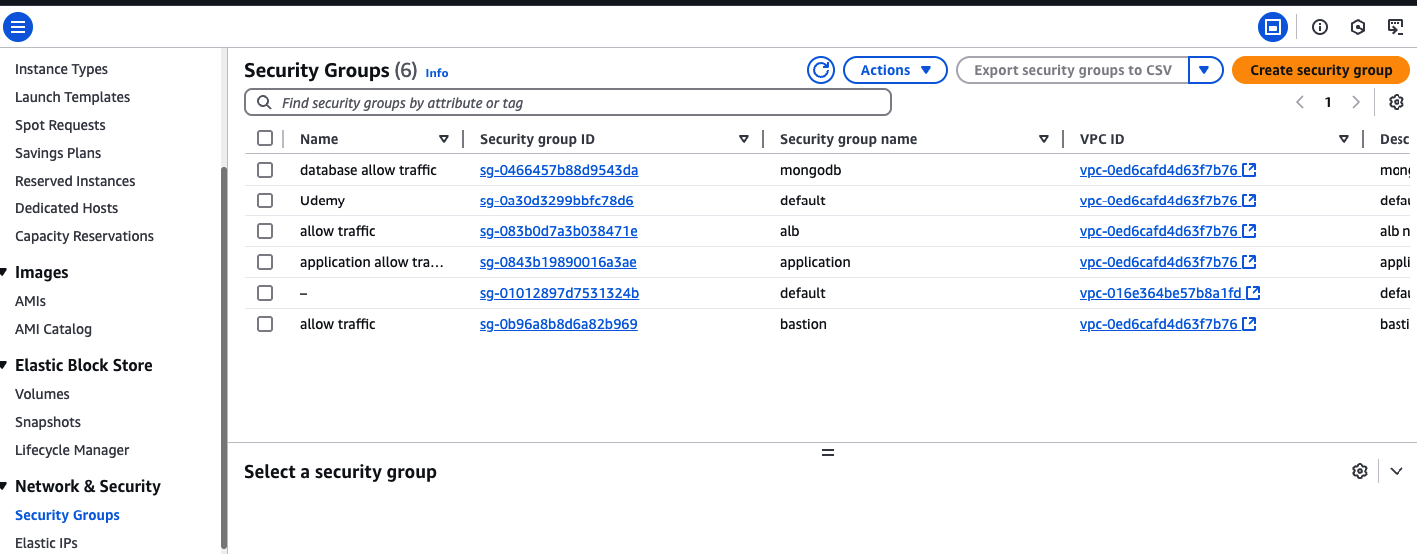 Instance Types
Launch Templates
Spot Requests
Savings Plans
Reserved Instances
Dedicated Hosts
Capacity Reservations
Images
AMIs
AMI Catalog
Elastic Block Store
Volumes
Snapshots
Lifecycle Manager
Network & Security
Security Groups
Elastic IPs
Security Groups (6) Info
Actions
Export security groups to CSV
Create security group
Find security groups by attribute or tag
1
Name Security group ID Security group name VPC ID Desc
database allow traffic sg-0466457b88d9543da mongodb vpc-0ed6cafd4d63f7b76 mong
Udemy sg-0a30d3299bbfc78d6 default vpc-0ed6cafd4d63f7b76 defau
allow traffic sg-083b0d7a3b038471e alb vpc-0ed6cafd4d63f7b76 alb n
application allow tra… sg-0843b19890016a3ae application vpc-0ed6cafd4d63f7b76 appli
– sg-01012897d7531324b default vpc-016e364be57b8a1fd defau
allow traffic sg-0b96a8b8d6a82b969 bastion vpc-0ed6cafd4d63f7b76 basti
Select a security group